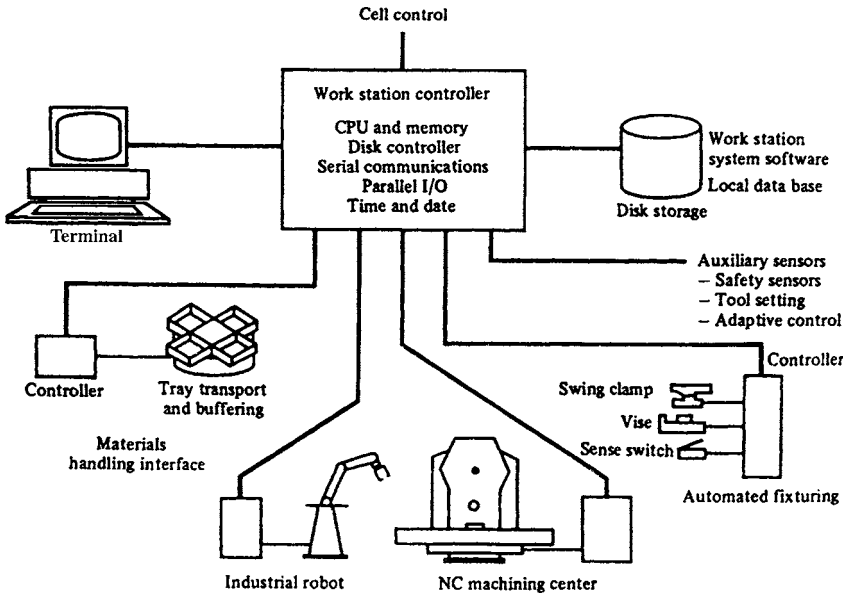 Cell control
Work station controller
CPU and memory
Disk controller
Serial communications
Parallel I/O
Time and date
Terminal
Work station
system software
Local data base
Disk storage
Auxiliary sensors
– Safety sensors
– Tool setting
– Adaptive control
Controller
Tray transport
and buffering
Materials
handling interface
Controller
Swing clamp
Vise
Sense switch
Automated fixturing
Industrial robot
NC machining center